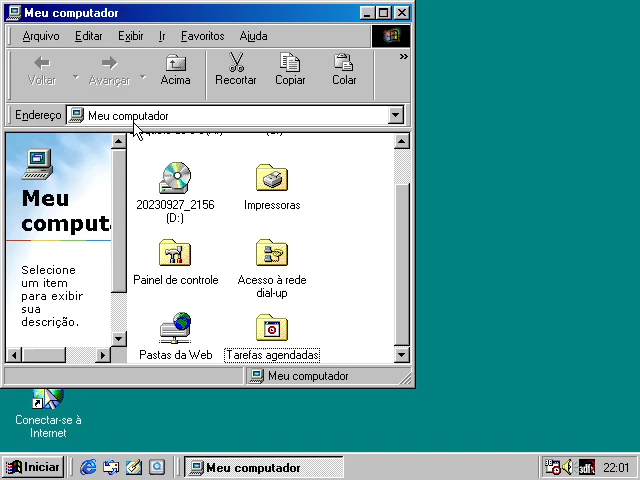 Meu computador
Arquivo Editar Exibir Ir Favoritos Ajuda
Voltar Avançar Acima Recortar Copiar Colar
Endereço Meu computador
Meu
computa
Selecione
um item
para exibir
sua
descrição.
20230927_2156
(D:)
Impressoras
Painel de controle
Acesso à rede
dial-up
Pastas da Web
Tarefas agendadas
Meu computador
Conectar-se à
Internet
Iniciar
Meu computador
22:01